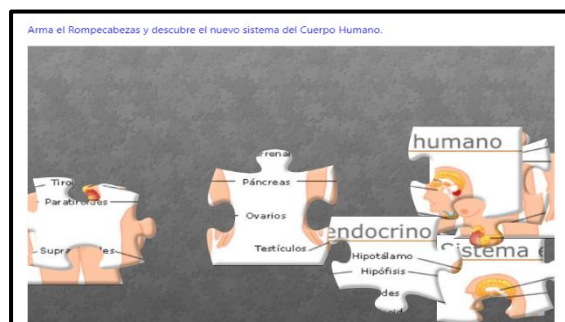 Arma el Rompecabezas y descubre el nuevo sistema del Cuerpo Humano.
humano
Páncreas
Paratiroides
Ovarios
endocrino
Testículos
Sistema e
Hipotálamo
Hipófisis